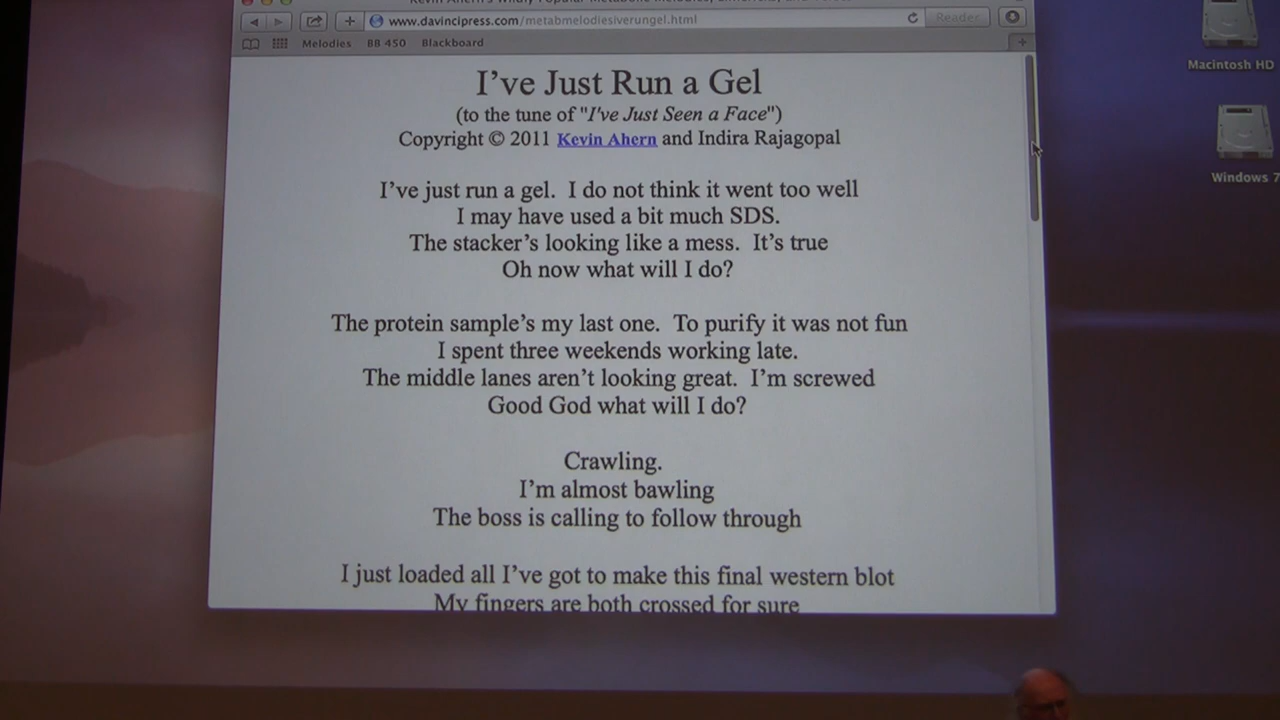 www.davincipress.com/metabmelodiesiverungel.html
Reader
Melodies BB 450 Blackboard
Macintosh HD
Windows 7
I've Just Run a Gel
(to the tune of "I've Just Seen a Face")
Copyright © 2011 Kevin Ahern and Indira Rajagopal
I've just run a gel. I do not think it went too well
I may have used a bit much SDS.
The stacker's looking like a mess. It's true
Oh now what will I do?
The protein sample's my last one. To purify it was not fun
I spent three weekends working late.
The middle lanes aren't looking great. I'm screwed
Good God what will I do?
Crawling.
I'm almost bawling
The boss is calling to follow through
I just loaded all I've got to make this final western blot
My fingers are both crossed for sure